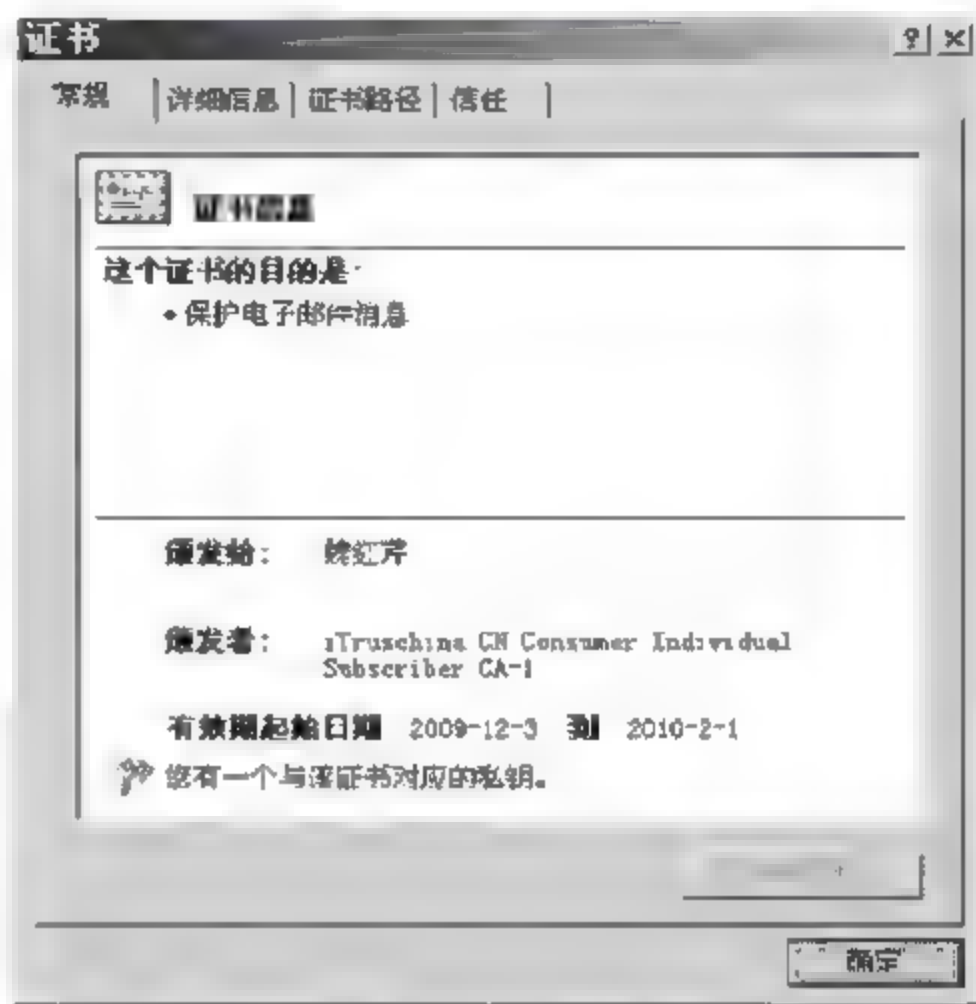 证书
常规 详细信息 证书路径 信任
证书信息
这个证书的目的是:
•保护电子邮件消息
颁发给: 红芹
颁发者: iTruschina CN Consumer Individual
Subscriber CA-1
有效期起始日期 2009-12-3 到 2010-2-1
您有一个与该证书对应的私钥。
确定